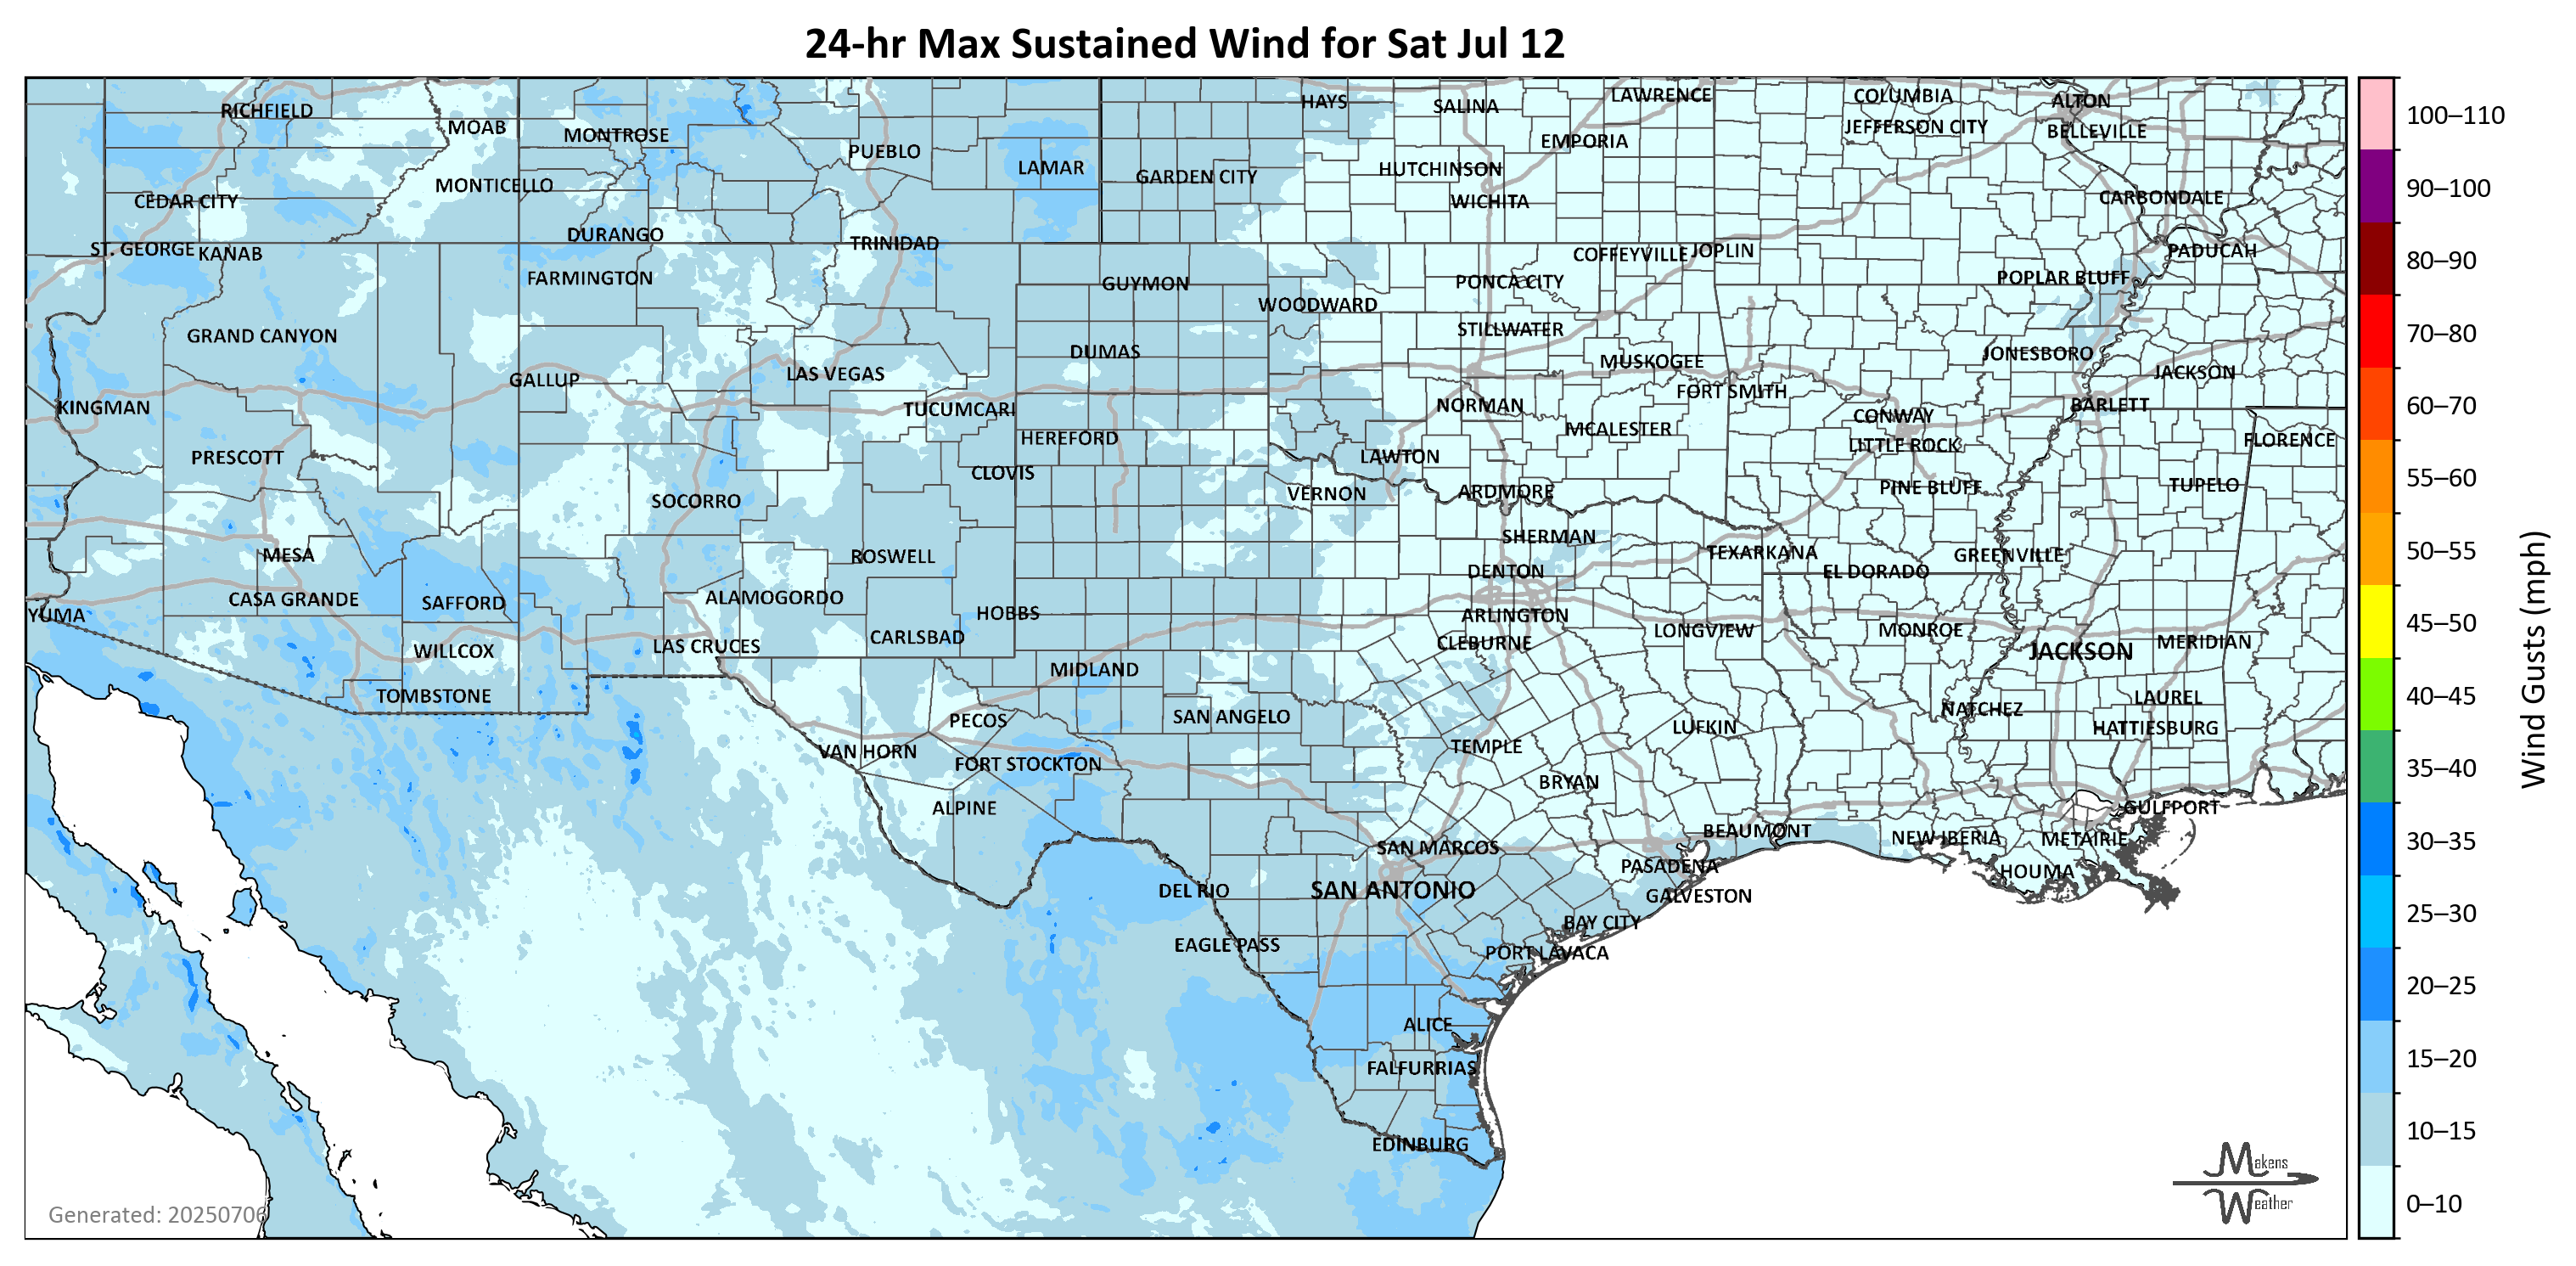 24-hr Max Sustained Wind for Sat Jul 12
RICHFIELD
MOAB
MONTROSE
PUEBLO
LAMAR
HAYS
SALINA
LAWRENCE
COLUMBIA
ALTON
JEFFERSON CITY
BELLEVILLE
EMPORIA
HUTCHINSON
GARDEN CITY
WICHITA
MONTICELLO
CEDAR CITY
CARBONDALE
DURANGO
TRINIDAD
ST. GEORGE
KANAB
COFFEYVILLE
JOPLIN
PADUCAH
FARMINGTON
GUYMON
PONCA CITY
POPLAR BLUFF
WOODWARD
GRAND CANYON
STILLWATER
DUMAS
JONESBORO
MUSKOGEE
GALLUP
LAS VEGAS
JACKSON
FORT SMITH
KINGMAN
TUCUMCARI
NORMAN
BARLETT
CONWAY
HEREFORD
MCALESTER
LITTLE ROCK
FLORENCE
PRESCOTT
LAWTON
CLOVIS
SOCORRO
VERNON
ARDMORE
PINE BLUFF
TUPELO
SHERMAN
MESA
ROSWELL
TEXARKANA
GREENVILLE
DENTON
EL DORADO
CASA GRANDE
SAFFORD
ALAMOGORDO
HOBBS
YUMA
ARLINGTON
CARLSBAD
LAS CRUCES
CLEBURNE
LONGVIEW
MONROE
JACKSON
MERIDIAN
WILLCOX
MIDLAND
TOMBSTONE
LAUREL
PECOS
SAN ANGELO
NATCHEZ
LUFKIN
HATTIESBURG
VAN HORN
TEMPLE
FORT STOCKTON
BRYAN
ALPINE
GULFPORT
BEAUMONT
NEW IBERIA
METAIRIE
SAN MARCOS
PASADENA
HOUMA
DEL RIO
SAN ANTONIO
GALVESTON
BAY CITY
EAGLE PASS
PORT LAVACA
ALICE
FALFURRIAS
EDINBURG
Generated: 20250706
Makens
Weather
100–110
90–100
80–90
70–80
60–70
55–60
50–55
45–50
40–45
35–40
30–35
25–30
20–25
15–20
10–15
0–10
Wind Gusts (mph)